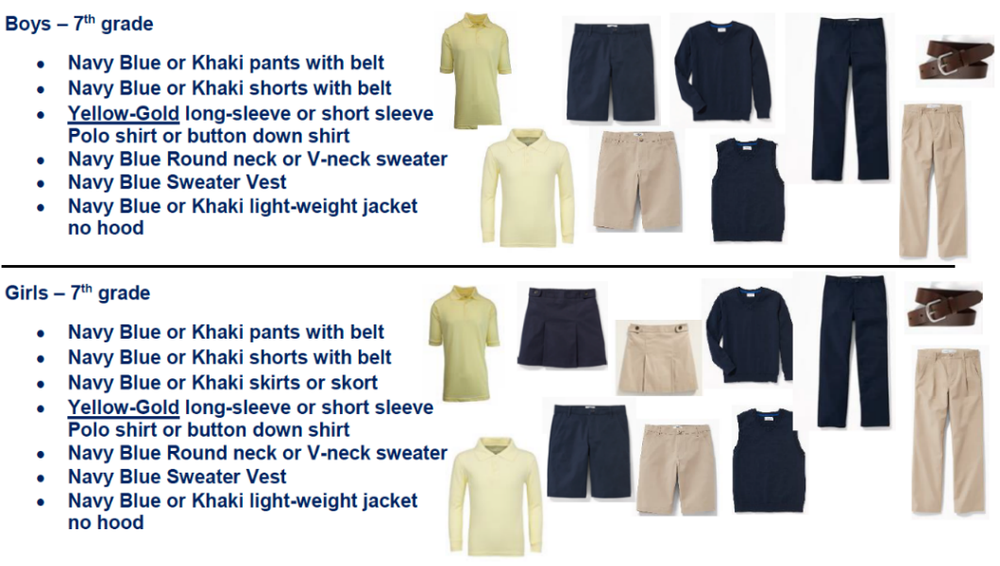 Boys – 7th grade
• Navy Blue or Khaki pants with belt
• Navy Blue or Khaki shorts with belt
• Yellow-Gold long-sleeve or short sleeve
Polo shirt or button down shirt
• Navy Blue Round neck or V-neck sweater
• Navy Blue Sweater Vest
• Navy Blue or Khaki light-weight jacket
no hood
Girls – 7th grade
• Navy Blue or Khaki pants with belt
• Navy Blue or Khaki shorts with belt
• Navy Blue or Khaki skirts or skort
• Yellow-Gold long-sleeve or short sleeve
Polo shirt or button down shirt
• Navy Blue Round neck or V-neck sweater
• Navy Blue Sweater Vest
• Navy Blue or Khaki light-weight jacket
no hood